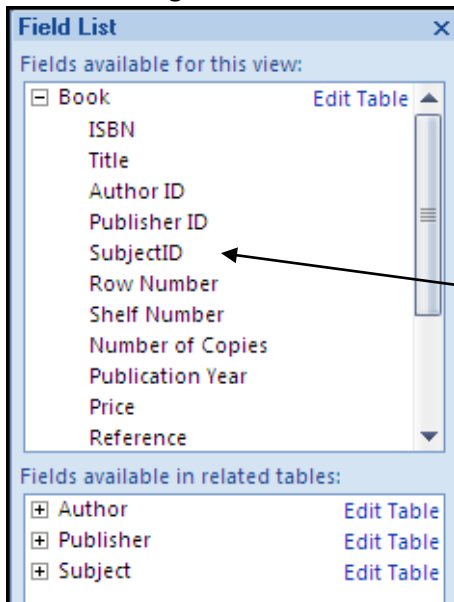 Field List ×
Fields available for this view:
Book Edit Table
ISBN
Title
Author ID
Publisher ID
SubjectID
Row Number
Shelf Number
Number of Copies
Publication Year
Price
Reference
Fields available in related tables:
Author Edit Table
Publisher Edit Table
Subject Edit Table